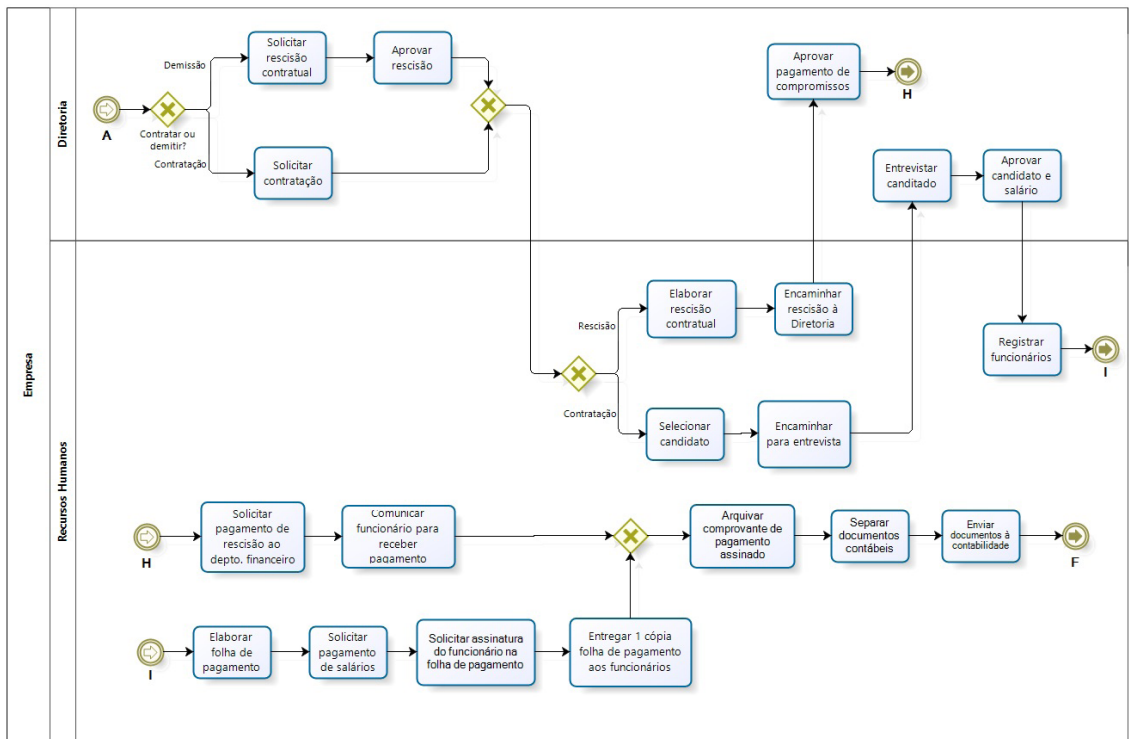 Empresa
Diretoria
Recursos Humanos
A
Contratar ou
demitir?
Demissão
Contratação
Solicitar
rescisão
contratual
Aprovar
rescisão
Solicitar
contratação
Aprovar
pagamento de
compromissos
H
Entrevistar
canditado
Aprovar
candidato e
salário
Rescisão
Contratação
Elaborar
rescisão
contratual
Encaminhar
rescisão à
Diretoria
Selecionar
candidato
Encaminhar
para entrevista
Registrar
funcionários
I
H
Solicitar
pagamento de
rescisão ao
depto. financeiro
Comunicar
funcionário para
receber
pagamento
Arquivar
comprovante de
pagamento
assinado
Separar
documentos
contábeis
Enviar
documentos à
contabilidade
F
I
Elaborar
folha de
pagamento
Solicitar
pagamento
de salários
Solicitar assinatura
do funcionário na
folha de pagamento
Entregar 1 cópia
folha de pagamento
aos funcionários